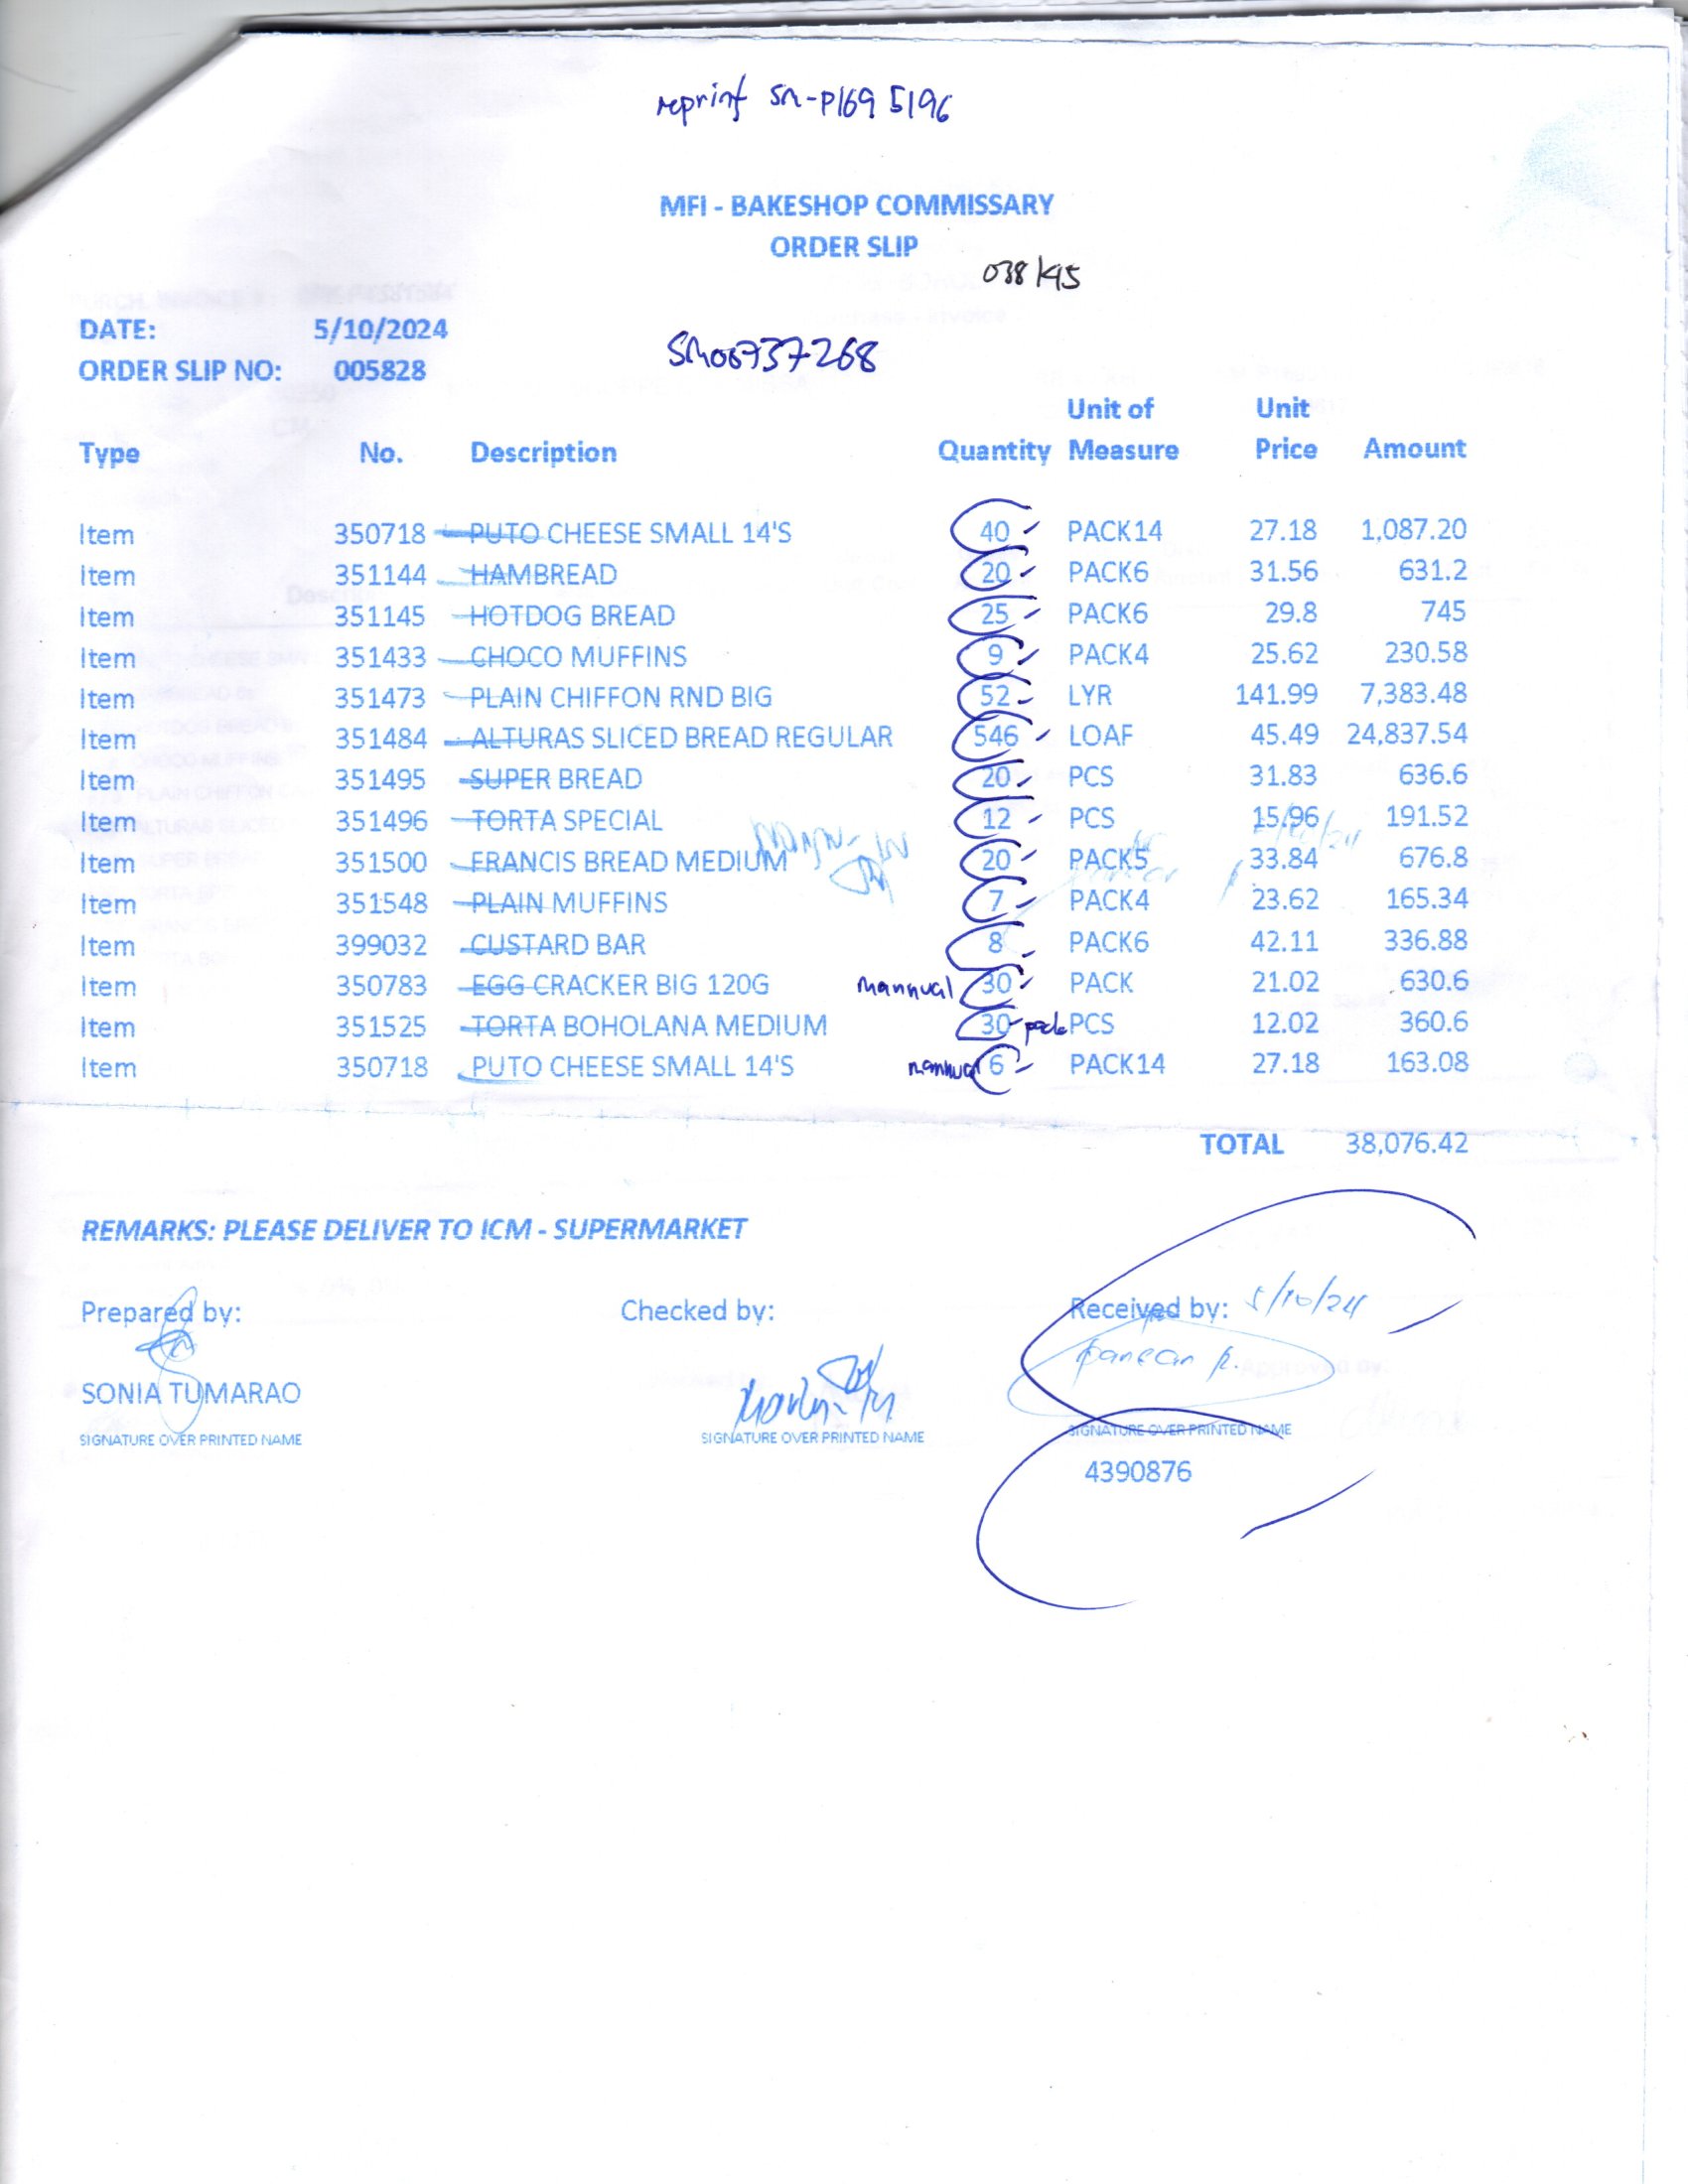 reprint SM-P169 5196
MFI - BAKESHOP COMMISSARY
ORDER SLIP
DATE: 5/10/2024
ORDER SLIP NO: 005828
SM00737268
Type No. Description Quantity Unit of Measure Unit Price Amount
Item 350718 PUTO CHEESE SMALL 14'S 40 PACK14 27.18 1,087.20
Item 351144 HAMBREAD 20 PACK6 31.56 631.2
Item 351145 HOTDOG BREAD 25 PACK6 29.8 745
Item 351433 CHOCO MUFFINS 9 PACK4 25.62 230.58
Item 351473 PLAIN CHIFFON RND BIG 52 LYR 141.99 7,383.48
Item 351484 ALTURAS SLICED BREAD REGULAR 546 LOAF 45.49 24,837.54
Item 351495 SUPER BREAD 20 PCS 31.83 636.6
Item 351496 TORTA SPECIAL 12 PCS 15.96 191.52
Item 351500 FRANCIS BREAD MEDIUM 20 PACK5 33.84 676.8
Item 351548 PLAIN MUFFINS 7 PACK4 23.62 165.34
Item 399032 CUSTARD BAR 8 PACK6 42.11 336.88
Item 350783 EGG CRACKER BIG 120G mannual 30 PACK 21.02 630.6
Item 351525 TORTA BOHOLANA MEDIUM 30 PCS 12.02 360.6
Item 350718 PUTO CHEESE SMALL 14'S mannual 6 PACK14 27.18 163.08
TOTAL 38,076.42
REMARKS: PLEASE DELIVER TO ICM - SUPERMARKET
Prepared by: Checked by: Received by: 5/10/24
SONIA TUMARAO
SIGNATURE OVER PRINTED NAME SIGNATURE OVER PRINTED NAME SIGNATURE OVER PRINTED NAME
4390876